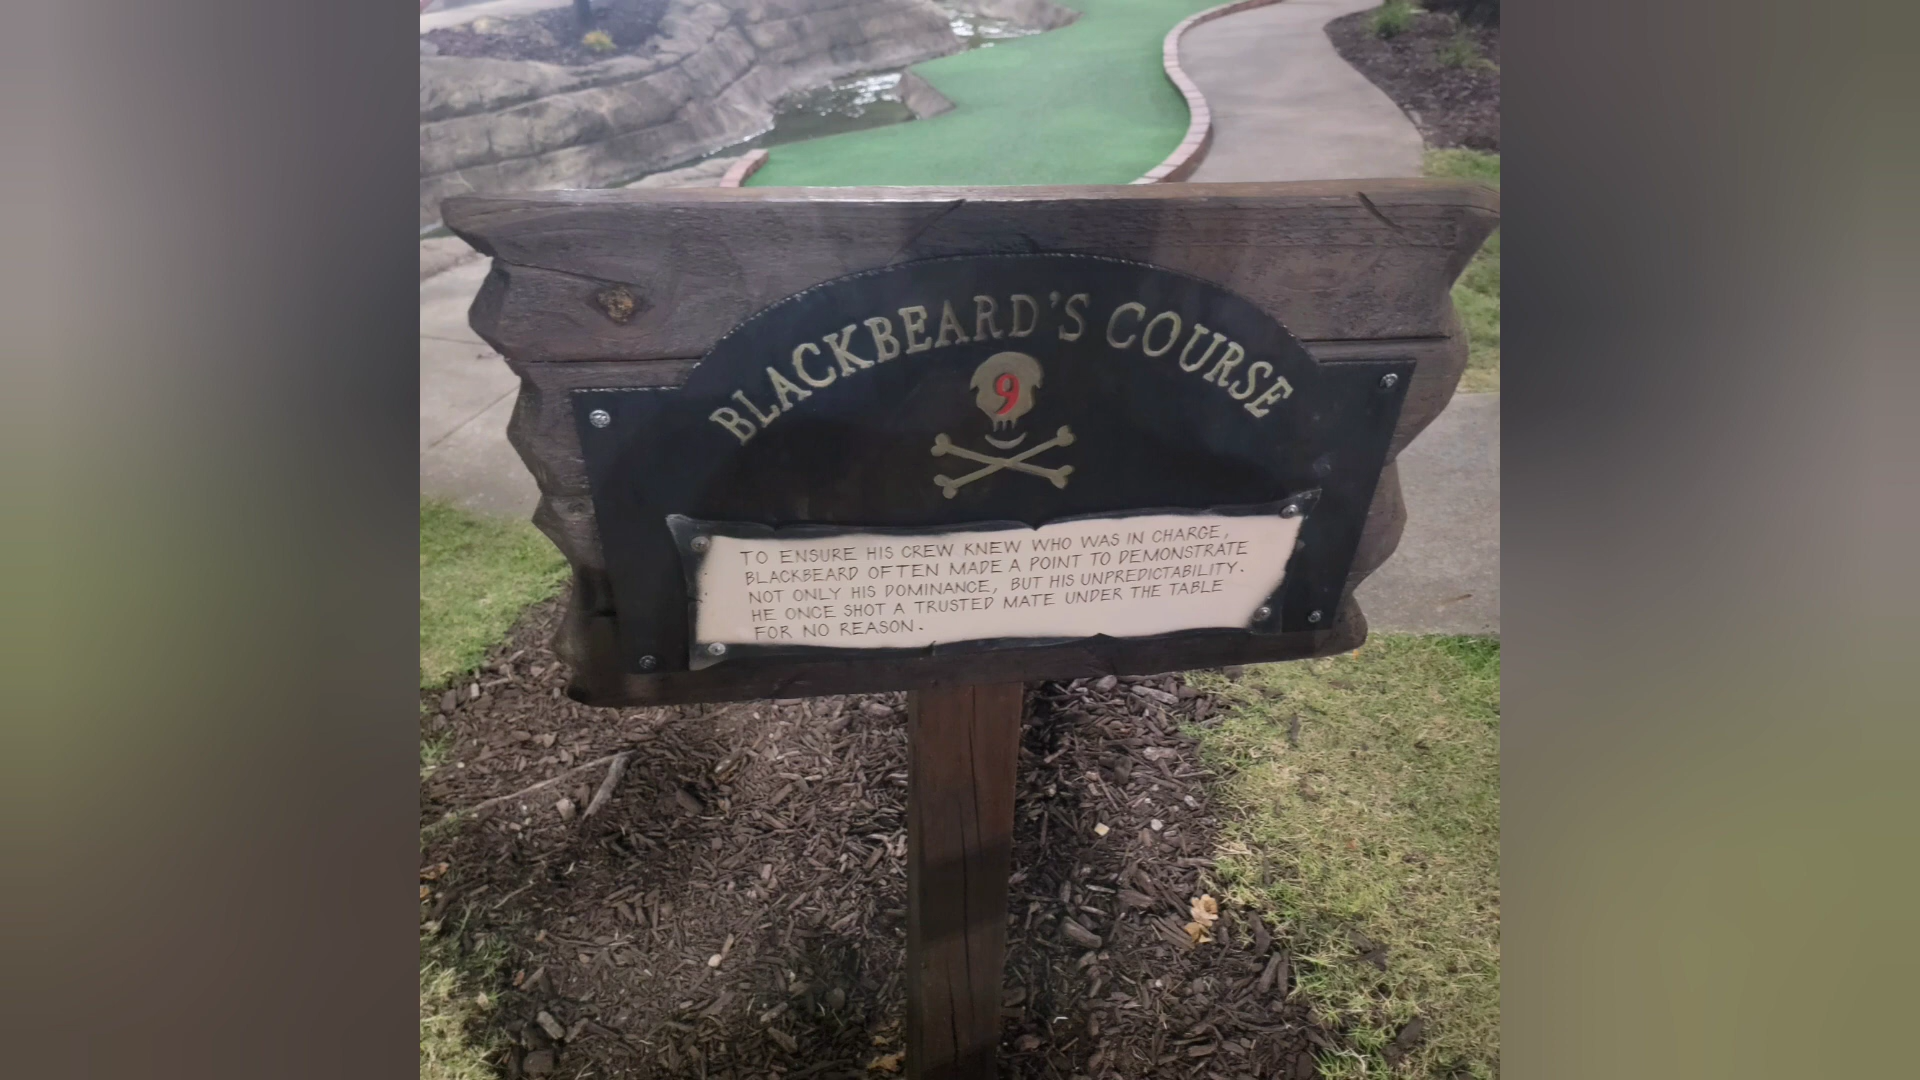 BLACKBEARD'S COURSE
9
TO ENSURE HIS CREW KNEW WHO WAS IN CHARGE,
BLACKBEARD OFTEN MADE A POINT TO DEMONSTRATE
NOT ONLY HIS DOMINANCE, BUT HIS UNPREDICTABILITY.
HE ONCE SHOT A TRUSTED MATE UNDER THE TABLE
FOR NO REASON.